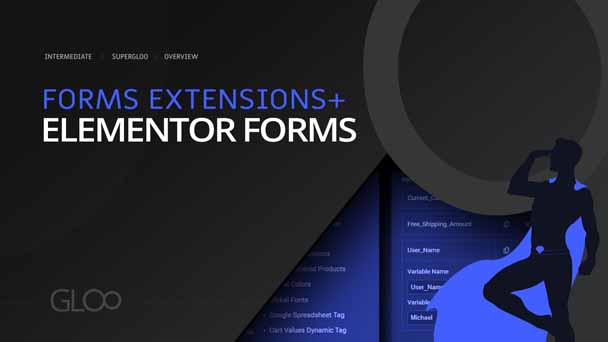 INTERMEDIATE / SUPERGLOO / OVERVIEW
FORMS EXTENSIONS+
ELEMENTOR FORMS
Free_Shipping_Amount
User_Name
Products
Colors
Fonts
Variable Name
Google Spreadsheet Tag
Cart Values Dynamic Tag
Michael
GLOO